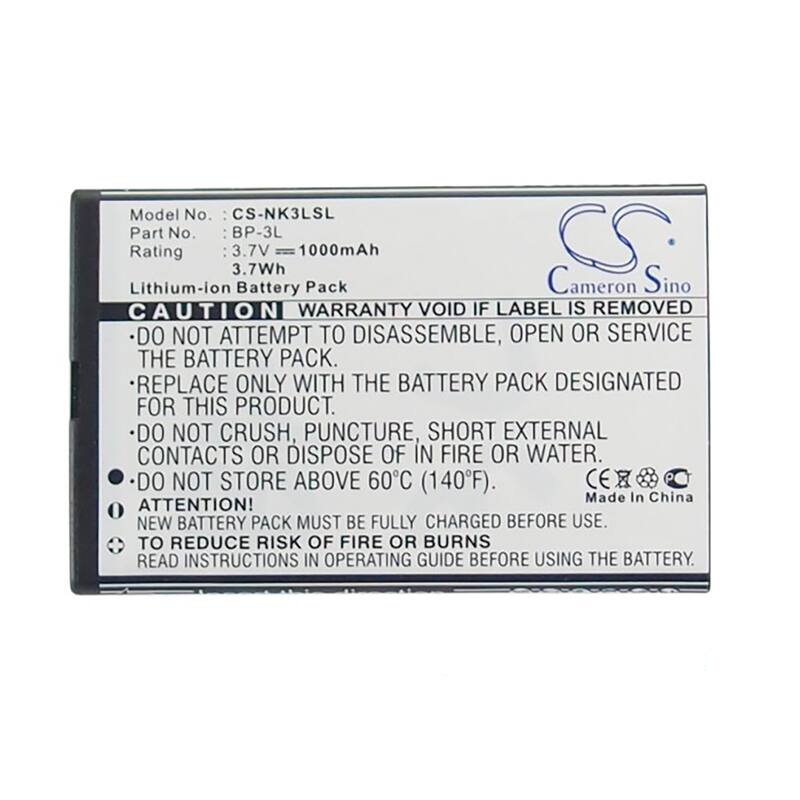 Model No. : CS-NK3LSL
Part No. : BP-3L
Rating : 3.7V 1000mAh
3.7Wh
Lithium-ion Battery Pack
CS
Cameron Sino
CAUTION WARRANTY VOID IF LABEL IS REMOVED
·DO NOT ATTEMPT TO DISASSEMBLE, OPEN OR SERVICE
THE BATTERY PACK.
·REPLACE ONLY WITH THE BATTERY PACK DESIGNATED
FOR THIS PRODUCT.
·DO NOT CRUSH, PUNCTURE, SHORT EXTERNAL
CONTACTS OR DISPOSE OF IN FIRE OR WATER.
·DO NOT STORE ABOVE 60°C (140°F).
CE
Made In China
ATTENTION!
NEW BATTERY PACK MUST BE FULLY CHARGED BEFORE USE.
TO REDUCE RISK OF FIRE OR BURNS
READ INSTRUCTIONS IN OPERATING GUIDE BEFORE USING THE BATTERY.
Insert this direction